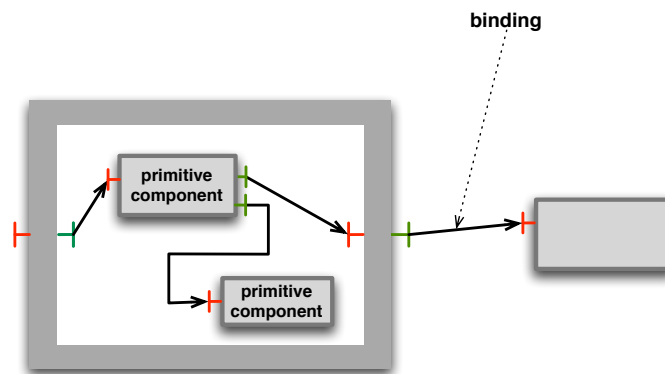 binding
primitive
component
primitive
component